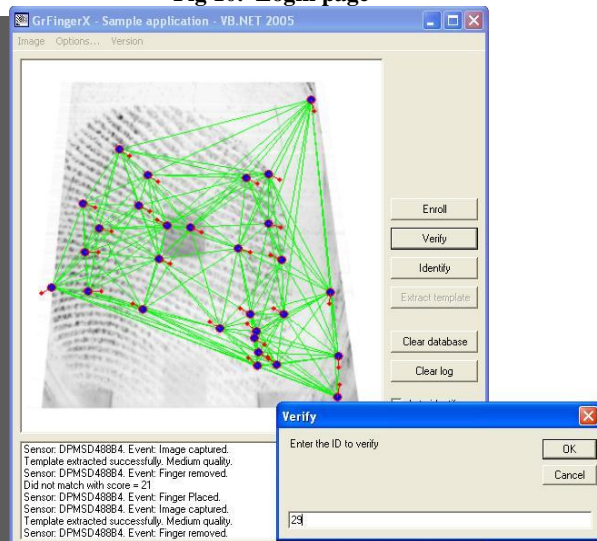 Fig 10: Login page
GrFingerX - Sample application - VB.NET 2005
Image Options... Version
Enroll
Verify
Identify
Extract template
Clear database
Clear log
Verify
Enter the ID to verify
OK
Cancel
29
Sensor: DPMSD488B4. Event: Image captured.
Template extracted successfully. Medium quality.
Sensor: DPMSD488B4. Event: Finger removed.
Did not match with score = 21
Sensor: DPMSD488B4. Event: Finger Placed.
Sensor: DPMSD488B4. Event: Image captured.
Template extracted successfully. Medium quality.
Sensor: DPMSD488B4. Event: Finger removed.